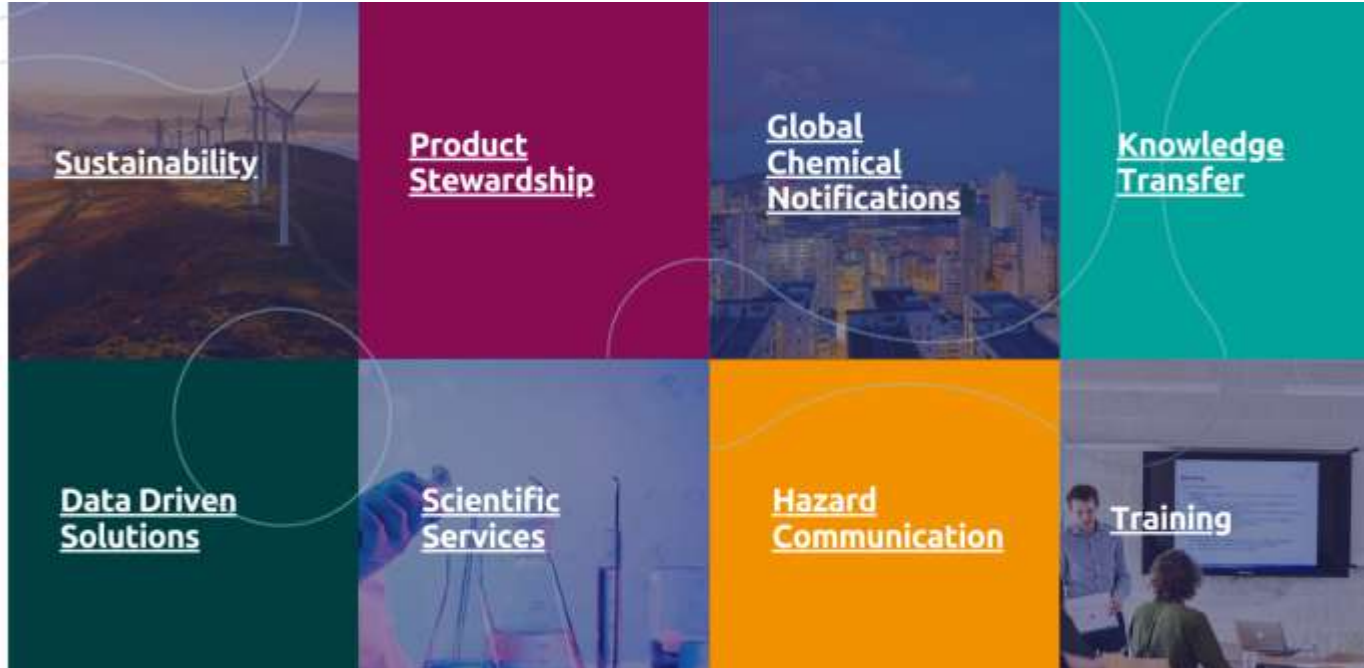 Sustainability
Product
Stewardship
Global
Chemical
Notifications
Knowledge
Transfer
Data Driven
Solutions
Scientific
Services
Hazard
Communication
Training